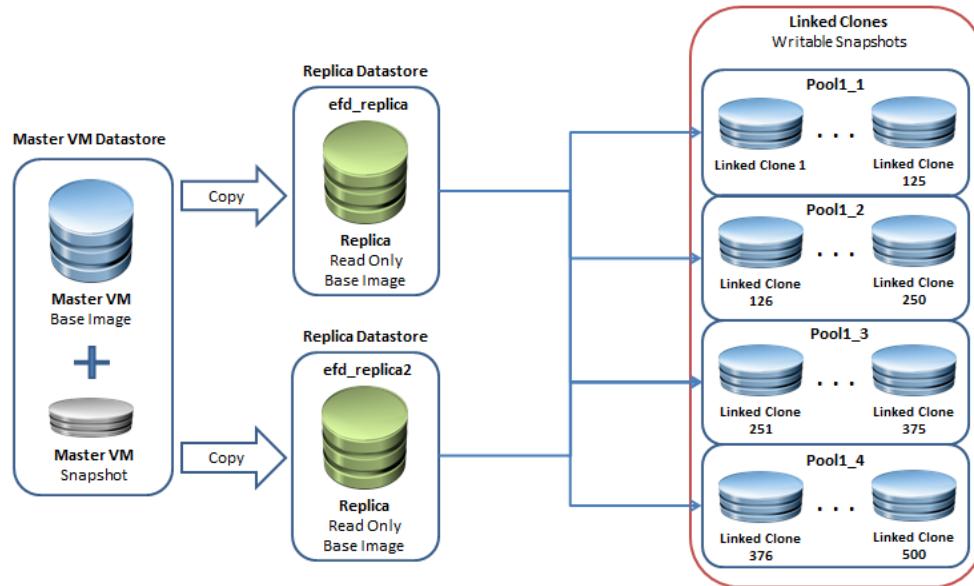 Master VM Datastore
Master VM
Base Image
Master VM
Snapshot
Copy
Copy
Replica Datastore
efd_replica
Replica
Read Only
Base Image
Replica Datastore
efd_replica2
Replica
Read Only
Base Image
Linked Clones
Writable Snapshots
Pool1_1
. . .
Linked Clone 1
Linked Clone
125
Pool1_2
. . .
Linked Clone
126
Linked Clone
250
Pool1_3
. . .
Linked Clone
251
Linked Clone
375
Pool1_4
. . .
Linked Clone
376
Linked Clone
500